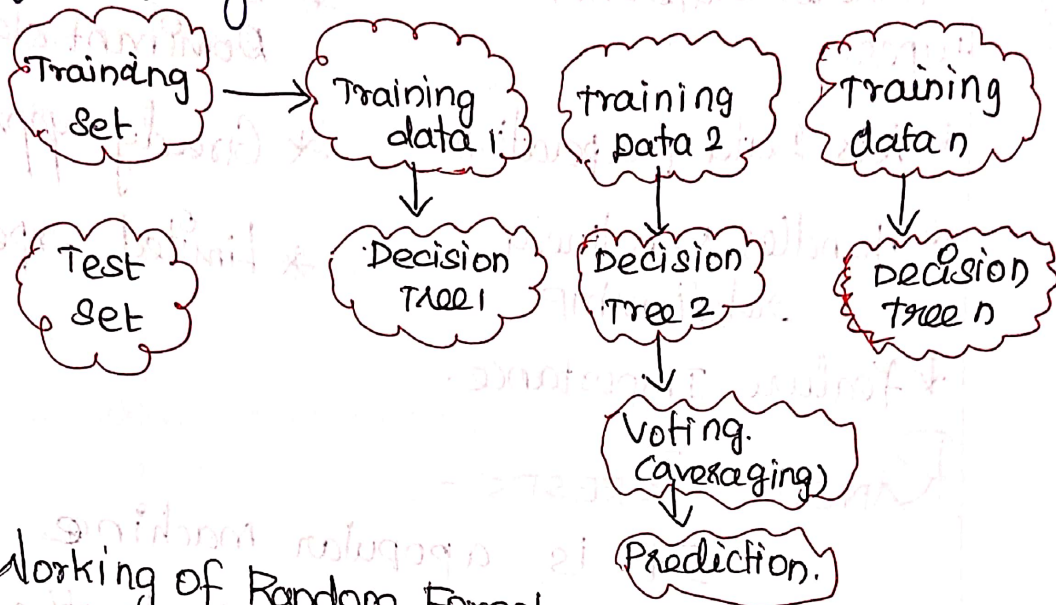 Training
Set
Training
data 1
training
Data 2
Training
data n
Test
Set
Decision
Tree 1
Decision
Tree 2
Decision
Tree n
Voting.
(averaging)
Prediction.
Working of Random Forest